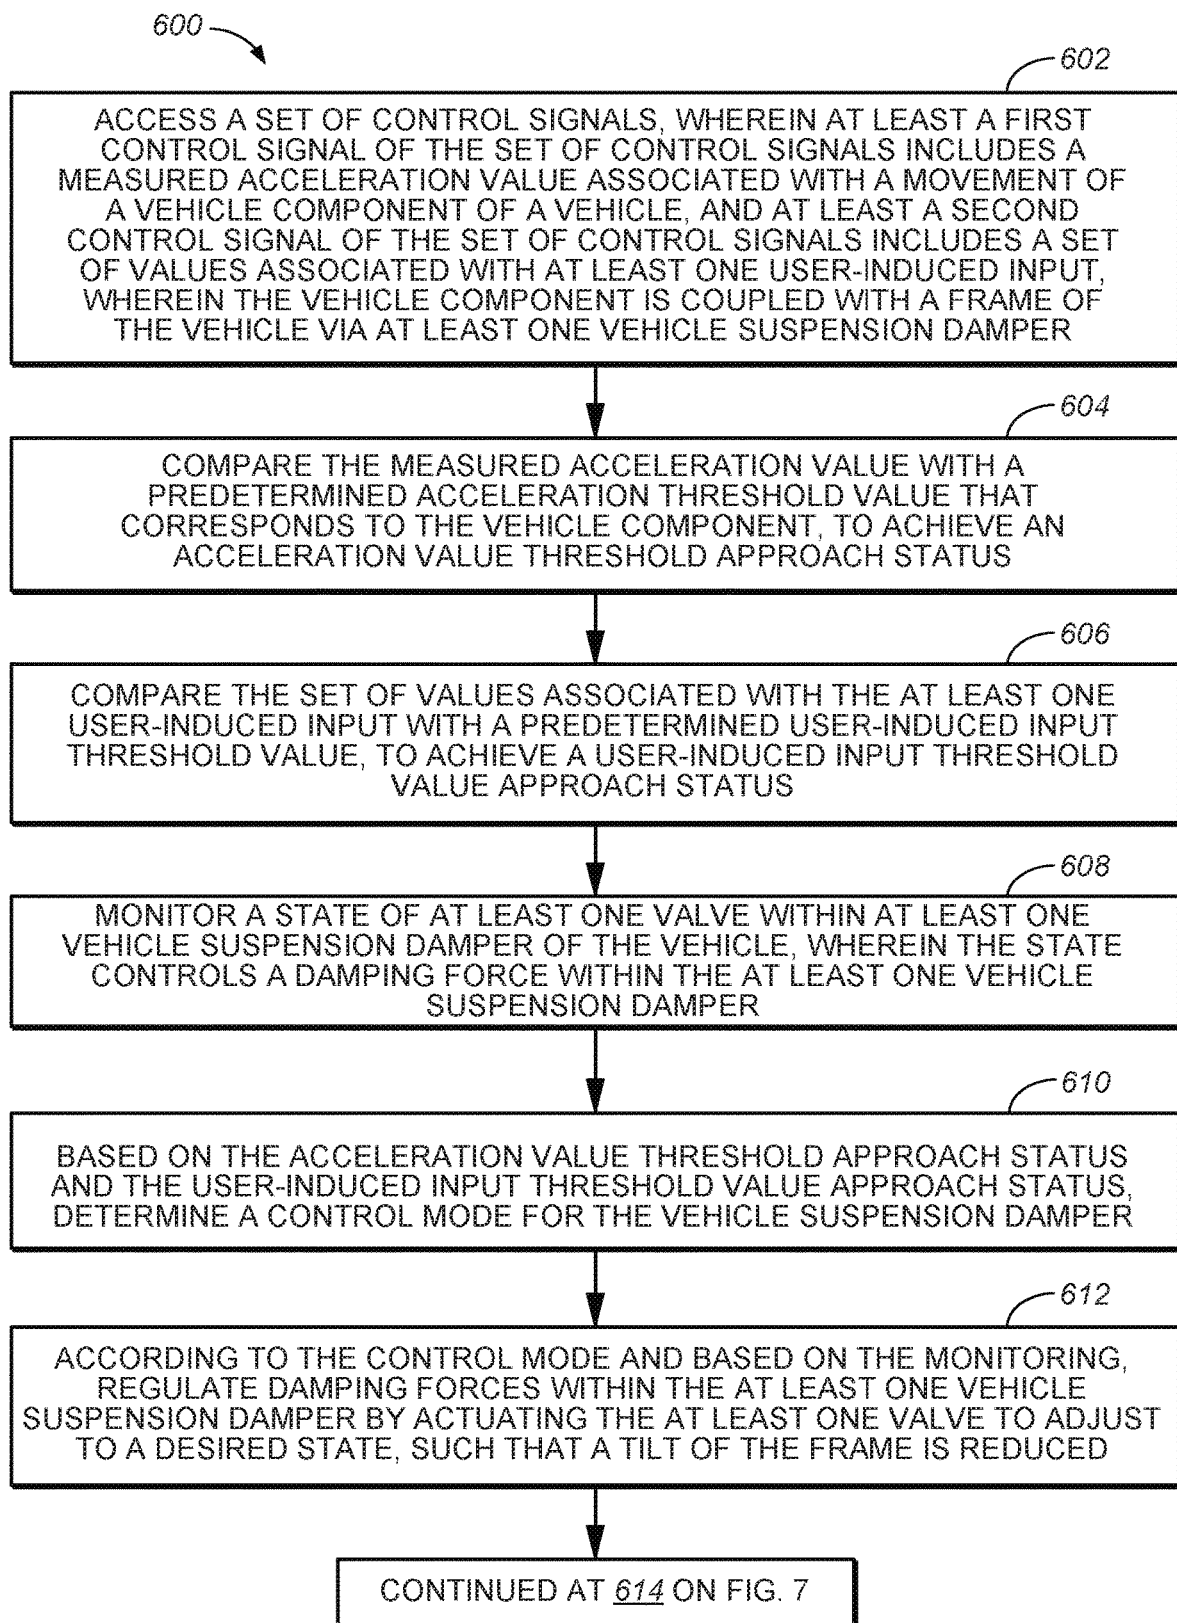 600
602
ACCESS A SET OF CONTROL SIGNALS, WHEREIN AT LEAST A FIRST
CONTROL SIGNAL OF THE SET OF CONTROL SIGNALS INCLUDES A
MEASURED ACCELERATION VALUE ASSOCIATED WITH A MOVEMENT OF
A VEHICLE COMPONENT OF A VEHICLE, AND AT LEAST A SECOND
CONTROL SIGNAL OF THE SET OF CONTROL SIGNALS INCLUDES A SET
OF VALUES ASSOCIATED WITH AT LEAST ONE USER-INDUCED INPUT,
WHEREIN THE VEHICLE COMPONENT IS COUPLED WITH A FRAME OF
THE VEHICLE VIA AT LEAST ONE VEHICLE SUSPENSION DAMPER
604
COMPARE THE MEASURED ACCELERATION VALUE WITH A
PREDETERMINED ACCELERATION THRESHOLD VALUE THAT
CORRESPONDS TO THE VEHICLE COMPONENT, TO ACHIEVE AN
ACCELERATION VALUE THRESHOLD APPROACH STATUS
606
COMPARE THE SET OF VALUES ASSOCIATED WITH THE AT LEAST ONE
USER-INDUCED INPUT WITH A PREDETERMINED USER-INDUCED INPUT
THRESHOLD VALUE, TO ACHIEVE A USER-INDUCED INPUT THRESHOLD
VALUE APPROACH STATUS
608
MONITOR A STATE OF AT LEAST ONE VALVE WITHIN AT LEAST ONE
VEHICLE SUSPENSION DAMPER OF THE VEHICLE, WHEREIN THE STATE
CONTROLS A DAMPING FORCE WITHIN THE AT LEAST ONE VEHICLE
SUSPENSION DAMPER
610
BASED ON THE ACCELERATION VALUE THRESHOLD APPROACH STATUS
AND THE USER-INDUCED INPUT THRESHOLD VALUE APPROACH STATUS,
DETERMINE A CONTROL MODE FOR THE VEHICLE SUSPENSION DAMPER
612
ACCORDING TO THE CONTROL MODE AND BASED ON THE MONITORING,
REGULATE DAMPING FORCES WITHIN THE AT LEAST ONE VEHICLE
SUSPENSION DAMPER BY ACTUATING THE AT LEAST ONE VALVE TO ADJUST
TO A DESIRED STATE, SUCH THAT A TILT OF THE FRAME IS REDUCED
CONTINUED AT 614 ON FIG. 7